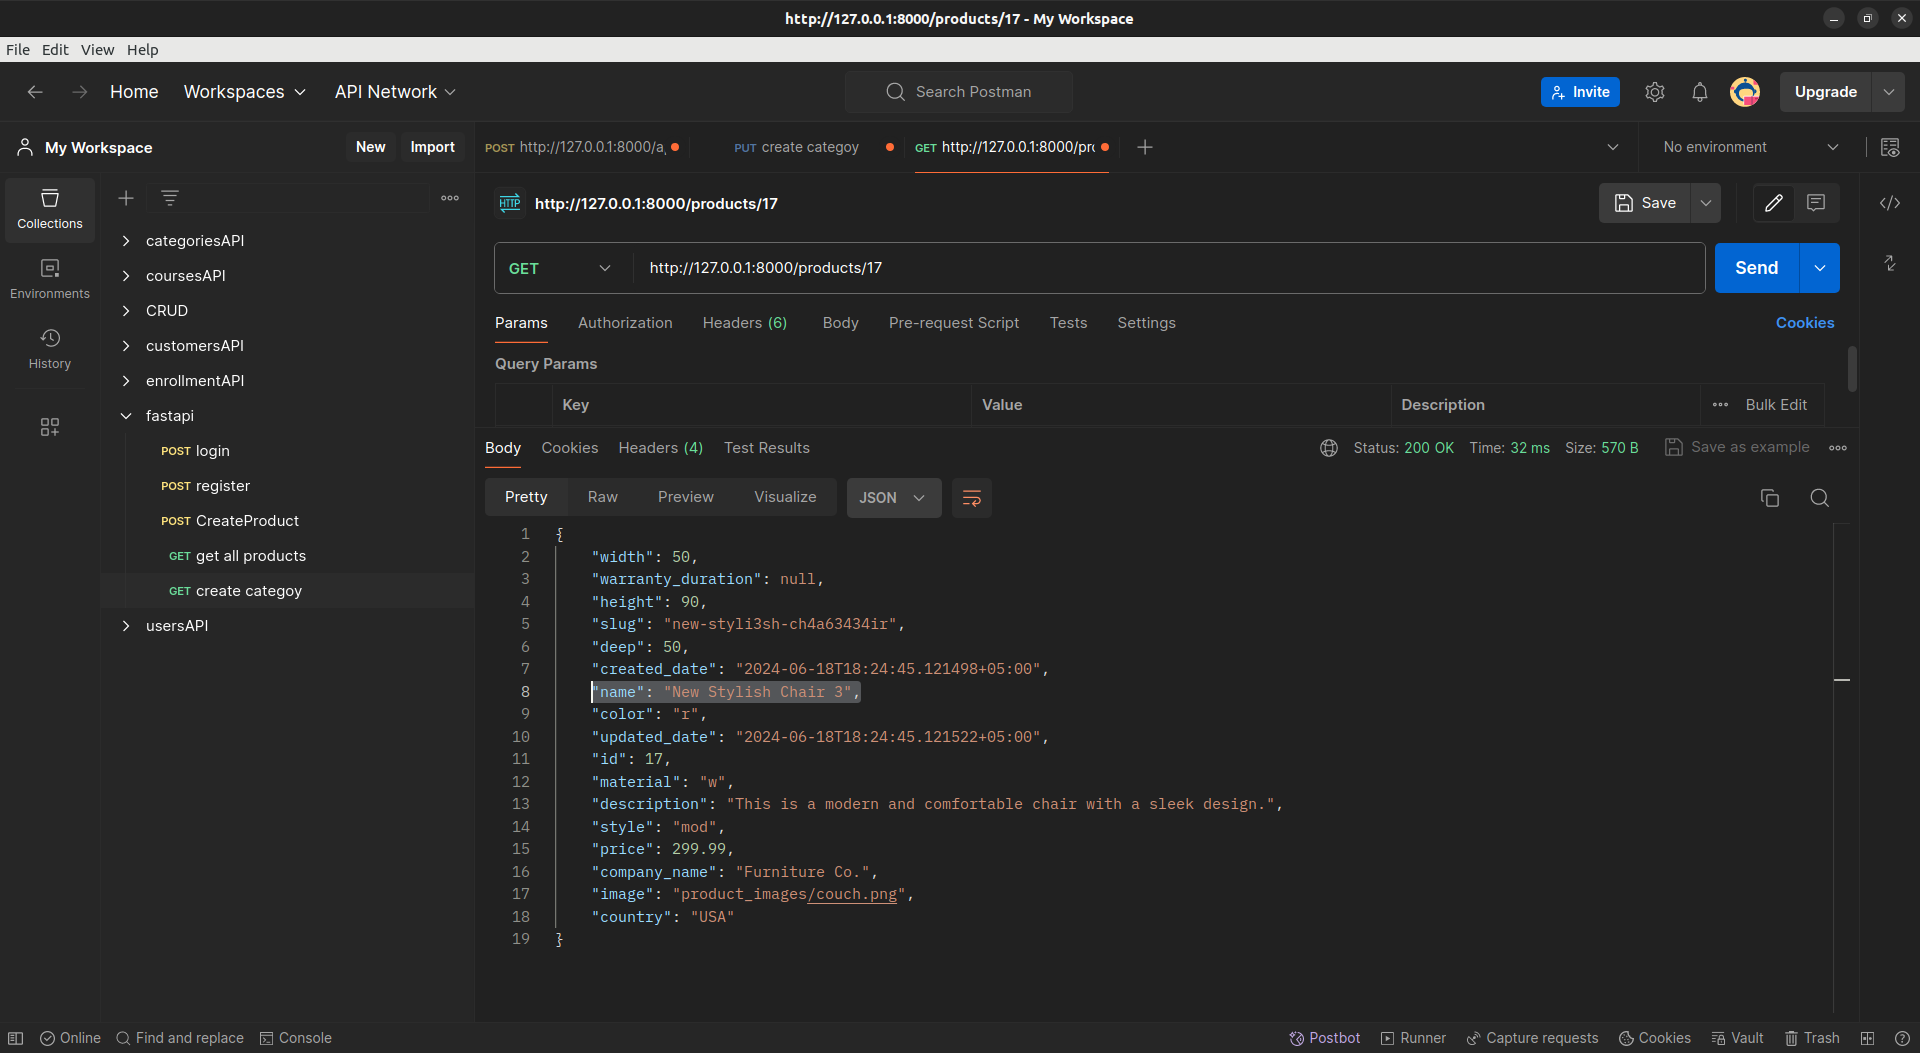 http://127.0.0.1:8000/products/17 - My Workspace
File Edit View Help
Home Workspaces API Network Search Postman Invite Upgrade
My Workspace New Import
POST http://127.0.0.1:8000/a, PUT create categoy GET http://127.0.0.1:8000/pr No environment
Collections
Environments
History
categoriesAPI
coursesAPI
CRUD
customersAPI
enrollmentAPI
fastapi
POST login
POST register
POST CreateProduct
GET get all products
GET create categoy
usersAPI
HTTP http://127.0.0.1:8000/products/17 Save
GET http://127.0.0.1:8000/products/17 Send
Params Authorization Headers (6) Body Pre-request Script Tests Settings Cookies
Query Params
Key Value Description Bulk Edit
Body Cookies Headers (4) Test Results Status: 200 OK Time: 32 ms Size: 570 B Save as example
Pretty Raw Preview Visualize JSON
1 {
2 "width": 50,
3 "warranty_duration": null,
4 "height": 90,
5 "slug": "new-styli3sh-ch4a63434ir",
6 "deep": 50,
7 "created_date": "2024-06-18T18:24:45.121498+05:00",
8 "name": "New Stylish Chair 3",
9 "color": "r",
10 "updated_date": "2024-06-18T18:24:45.121522+05:00",
11 "id": 17,
12 "material": "w",
13 "description": "This is a modern and comfortable chair with a sleek design.",
14 "style": "mod",
15 "price": 299.99,
16 "company_name": "Furniture Co.",
17 "image": "product_images/couch.png",
18 "country": "USA"
19 }
Online Find and replace Console Postbot Runner Capture requests Cookies Vault Trash